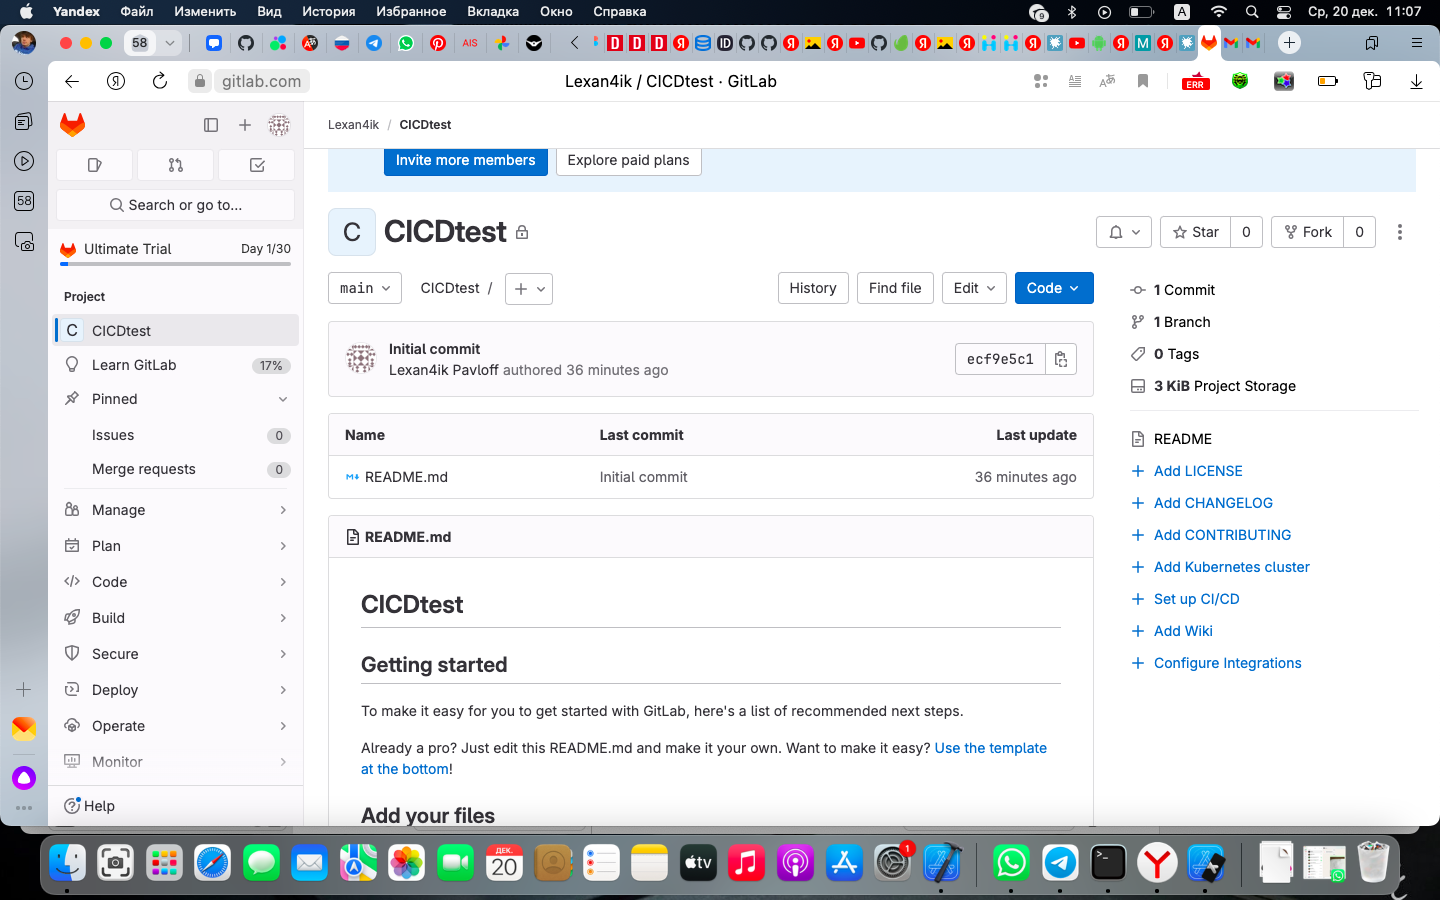 Yandex Файл Изменить Вид История Избранное Вкладка Окно Справка 9 A Ср, 20 дек. 11:07
58
gitlab.com Lexan4ik / CICDtest · GitLab ERR
Lexan4ik / CICDtest
58
Search or go to...
Invite more members Explore paid plans
Ultimate Trial Day 1/30
C CICDtest Star 0 Fork 0
Project
C CICDtest
Learn GitLab 17%
Pinned
Issues 0
Merge requests 0
Manage
Plan
Code
Build
Secure
Deploy
Operate
Monitor
Help
main CICDtest / History Find file Edit Code
Initial commit
Lexan4ik Pavloff authored 36 minutes ago
ecf9e5c1
Name Last commit Last update
README.md Initial commit 36 minutes ago
README.md
CICDtest
Getting started
To make it easy for you to get started with GitLab, here's a list of recommended next steps.
Already a pro? Just edit this README.md and make it your own. Want to make it easy? Use the template
at the bottom!
Add your files
1 Commit
1 Branch
0 Tags
3 KiB Project Storage
README
Add LICENSE
Add CHANGELOG
Add CONTRIBUTING
Add Kubernetes cluster
Set up CI/CD
Add Wiki
Configure Integrations
ДЕК.
20
tv
1